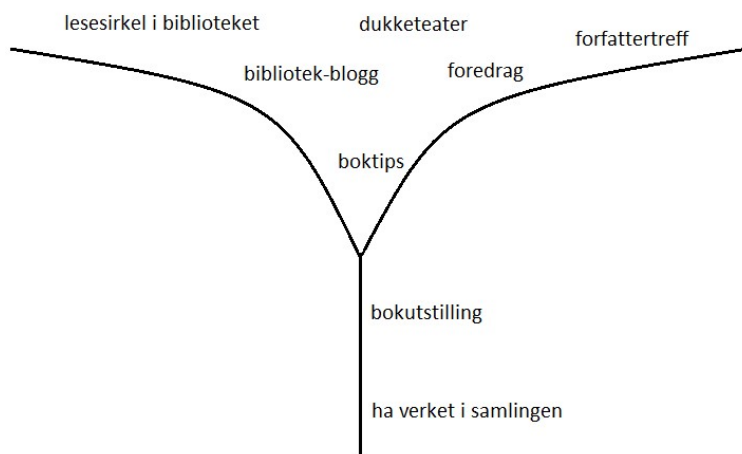 lesesirkel i biblioteket
dukketeater
forfattertreff
bibliotek-blogg
foredrag
boktips
bokutstilling
ha verket i samlingen